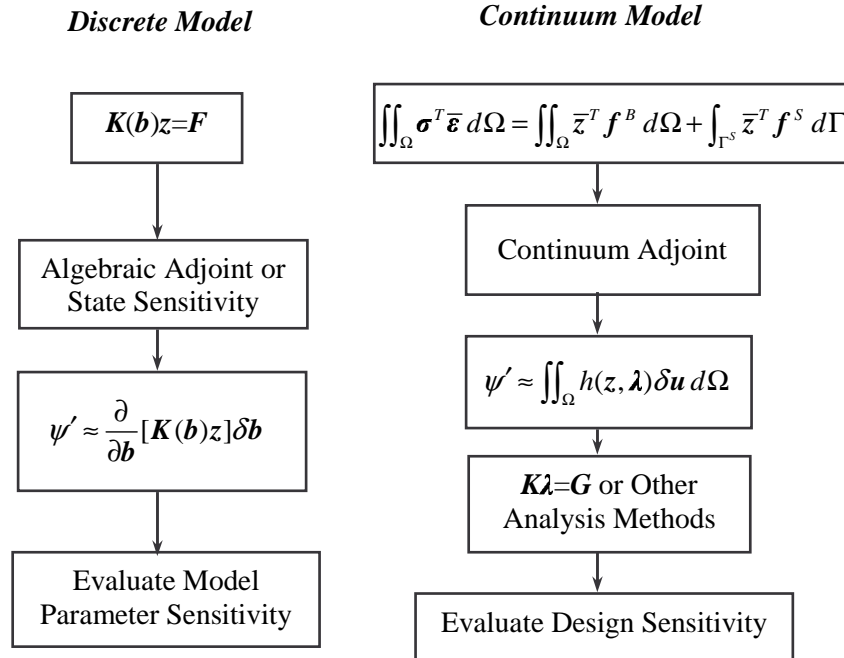 Discrete Model
K(b)z=F
Algebraic Adjoint or
State Sensitivity
ψ′ ≈ ∂/∂b [K(b)z]δb
Evaluate Model
Parameter Sensitivity
Continuum Model
∬_Ω σ^T ε̅ dΩ = ∬_Ω z̅^T f^B dΩ + ∫_Γ^S z̅^T f^S dΓ
Continuum Adjoint
ψ′ ≈ ∬_Ω h(z, λ)δu dΩ
Kλ=G or Other
Analysis Methods
Evaluate Design Sensitivity